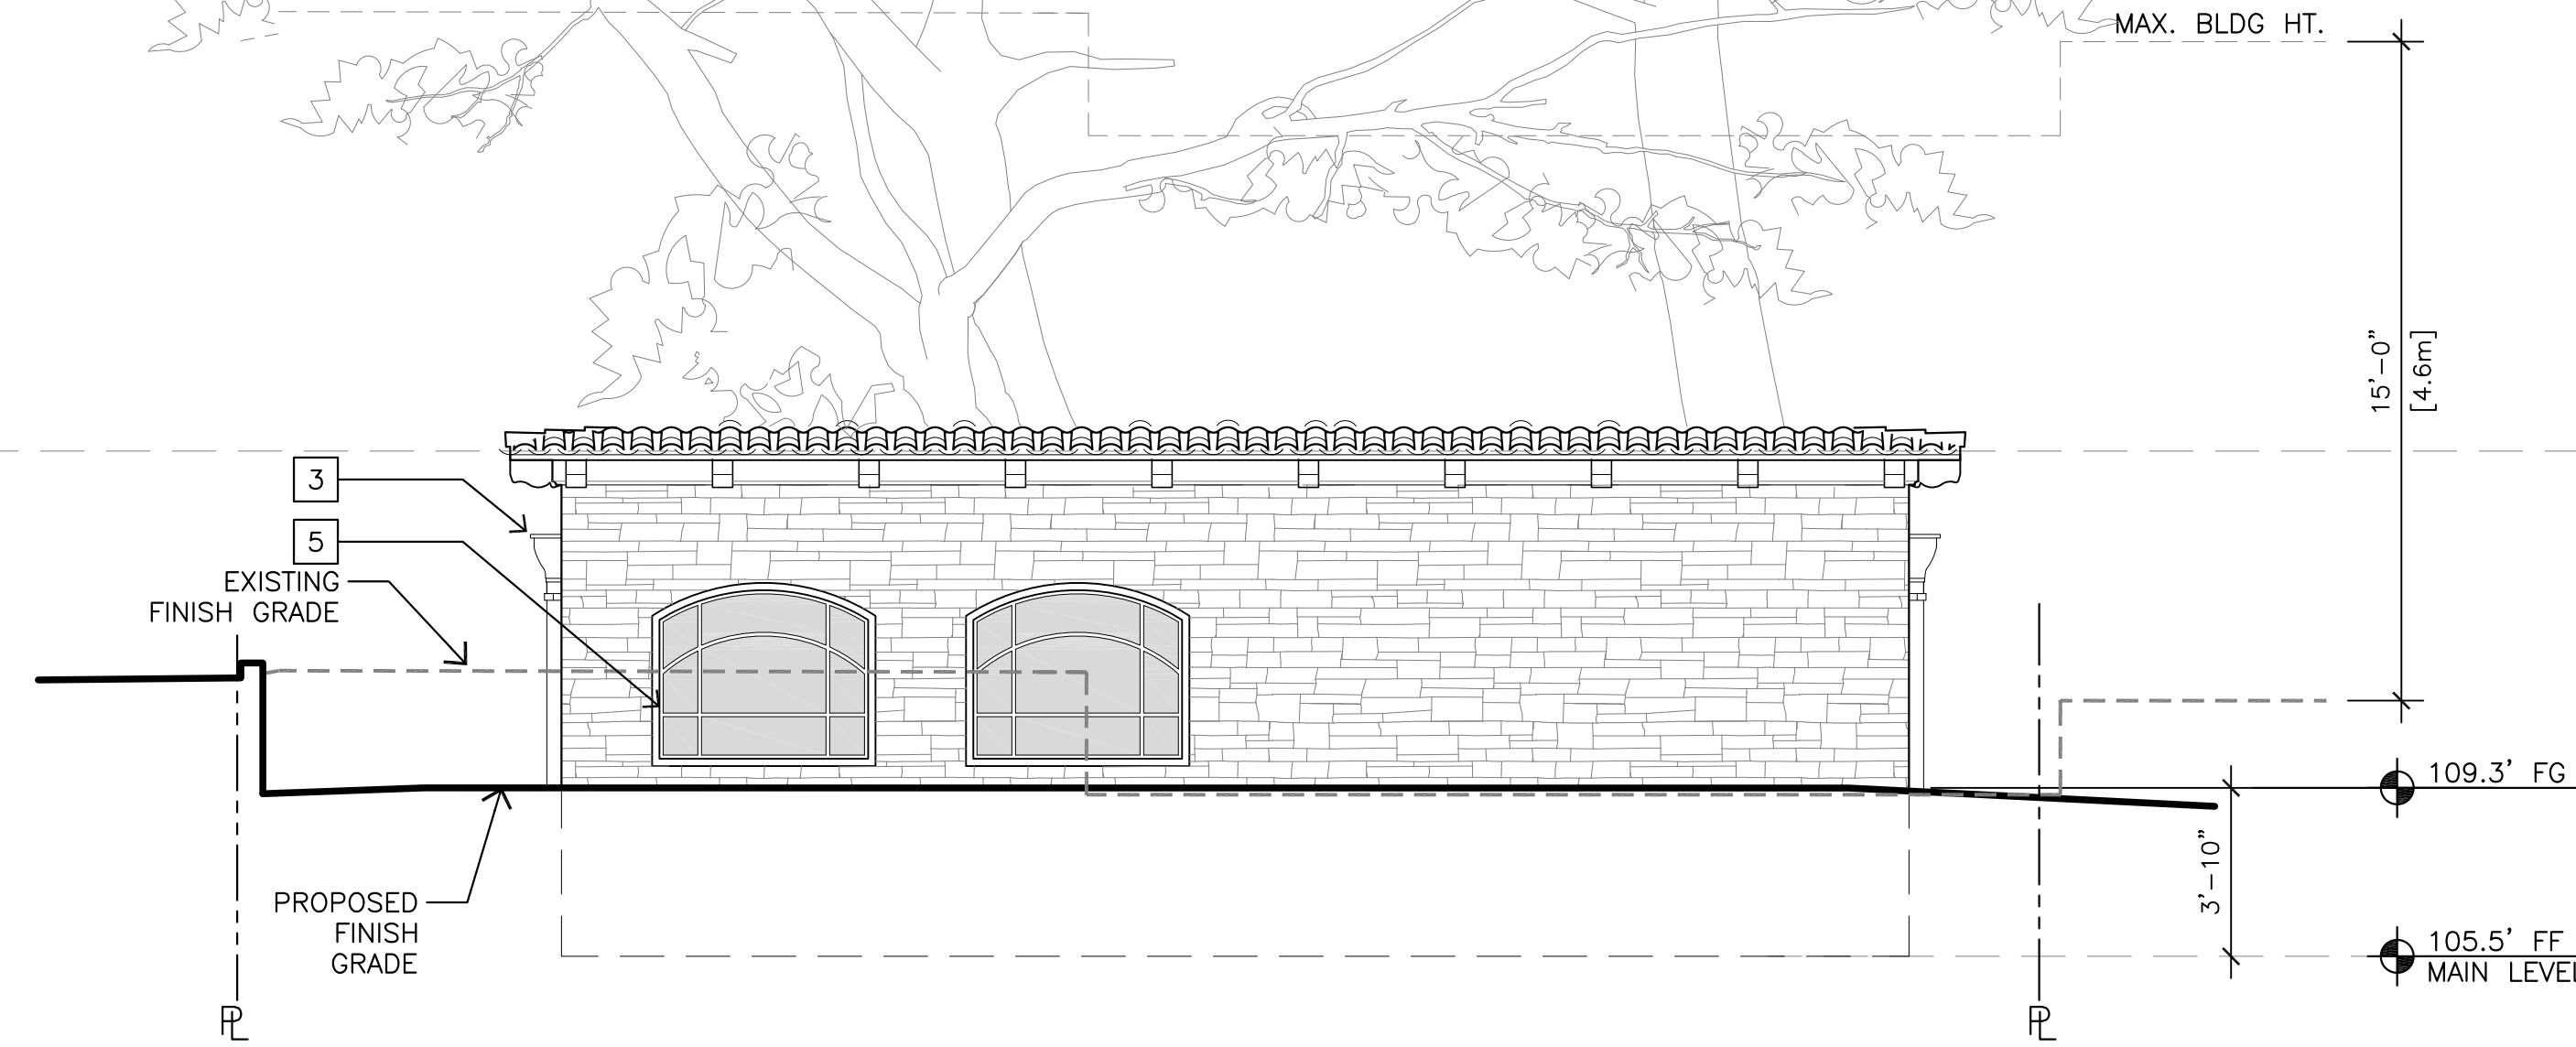 MAX. BLDG HT.
15'-0"
[4.6m]
3
5
EXISTING
FINISH GRADE
109.3' FG
3'-10"
PROPOSED
FINISH
GRADE
105.5' FF
MAIN LEVEL
PL
PL